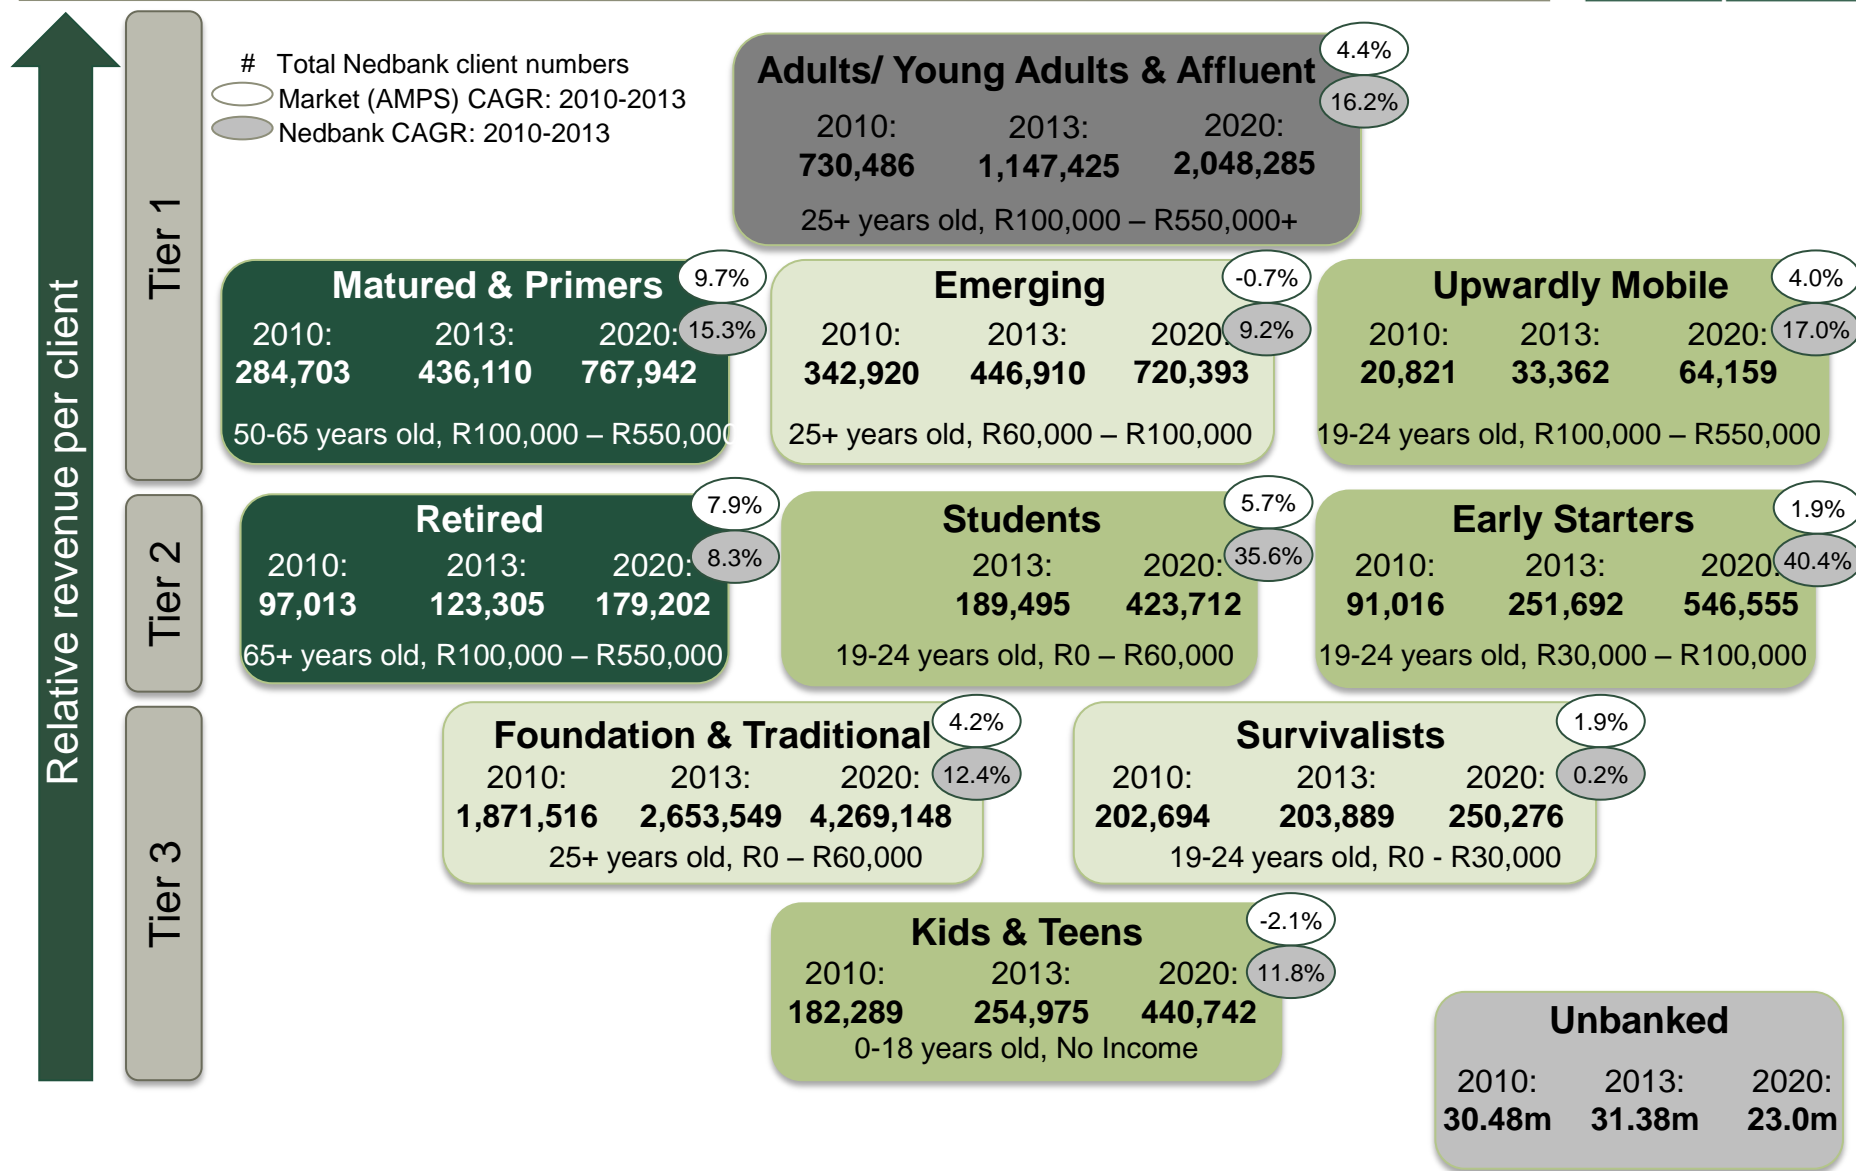 # Total Nedbank client numbers
Market (AMPS) CAGR: 2010-2013
Nedbank CAGR: 2010-2013
Relative revenue per client
Tier 1
Adults/ Young Adults & Affluent
4.4%
16.2%
2010: 2013: 2020:
730,486 1,147,425 2,048,285
25+ years old, R100,000 – R550,000+
Matured & Primers
9.7%
15.3%
2010: 2013: 2020:
284,703 436,110 767,942
50-65 years old, R100,000 – R550,000
Emerging
-0.7%
9.2%
2010: 2013: 2020:
342,920 446,910 720,393
25+ years old, R60,000 – R100,000
Upwardly Mobile
4.0%
17.0%
2010: 2013: 2020:
20,821 33,362 64,159
19-24 years old, R100,000 – R550,000
Tier 2
Retired
7.9%
8.3%
2010: 2013: 2020:
97,013 123,305 179,202
65+ years old, R100,000 – R550,000
Students
5.7%
35.6%
2013: 2020:
189,495 423,712
19-24 years old, R0 – R60,000
Early Starters
1.9%
40.4%
2010: 2013: 2020:
91,016 251,692 546,555
19-24 years old, R30,000 – R100,000
Tier 3
Foundation & Traditional
4.2%
12.4%
2010: 2013: 2020:
1,871,516 2,653,549 4,269,148
25+ years old, R0 – R60,000
Survivalists
1.9%
0.2%
2010: 2013: 2020:
202,694 203,889 250,276
19-24 years old, R0 - R30,000
Kids & Teens
-2.1%
11.8%
2010: 2013: 2020:
182,289 254,975 440,742
0-18 years old, No Income
Unbanked
2010: 2013: 2020:
30.48m 31.38m 23.0m